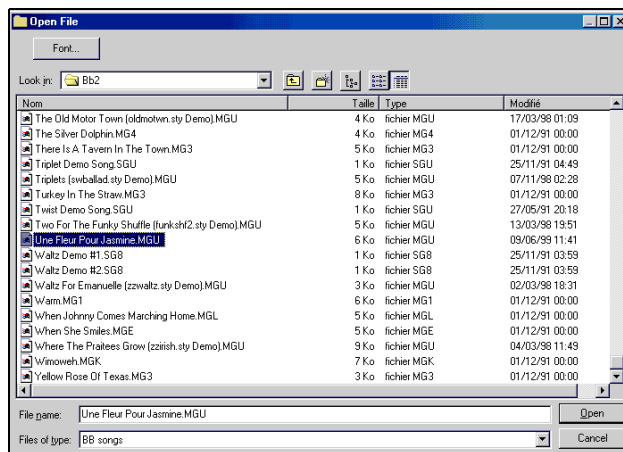 Open File
Font...
Look in: Bb2
Nom Taille Type Modifié
The Old Motor Town (oldmotwn.sty Demo).MGU 4 Ko fichier MGU 17/03/98 01:09
The Silver Dolphin.MG4 4 Ko fichier MG4 01/12/91 00:00
There Is A Tavern In The Town.MG3 5 Ko fichier MG3 01/12/91 00:00
Triplet Demo Song.SGU 1 Ko fichier SGU 25/11/91 04:49
Triplets (swballad.sty Demo).MGU 5 Ko fichier MGU 07/11/98 02:28
Turkey In The Straw.MG3 8 Ko fichier MG3 01/12/91 00:00
Twist Demo Song.SGU 1 Ko fichier SGU 27/05/91 20:18
Two For The Funky Shuffle (funkshf2.sty Demo).MGU 5 Ko fichier MGU 13/03/98 19:51
Une Fleur Pour Jasmine.MGU 6 Ko fichier MGU 09/06/99 11:41
Waltz Demo #1.SG8 1 Ko fichier SG8 25/11/91 03:59
Waltz Demo #2.SG8 1 Ko fichier SG8 25/11/91 03:59
Waltz For Emanuelle (zzwaltz.sty Demo).MGU 3 Ko fichier MGU 02/03/98 18:31
Warm.MG1 6 Ko fichier MG1 01/12/91 00:00
When Johnny Comes Marching Home.MGL 5 Ko fichier MGL 01/12/91 00:00
When She Smiles.MGE 5 Ko fichier MGE 01/12/91 00:00
Where The Praitees Grow (zzirish.sty Demo).MGU 9 Ko fichier MGU 04/03/98 11:49
Wimoweh.MGK 7 Ko fichier MGK 01/12/91 00:00
Yellow Rose Of Texas.MG3 3 Ko fichier MG3 01/12/91 00:00
File name: Une Fleur Pour Jasmine.MGU Open
Files of type: BB songs Cancel